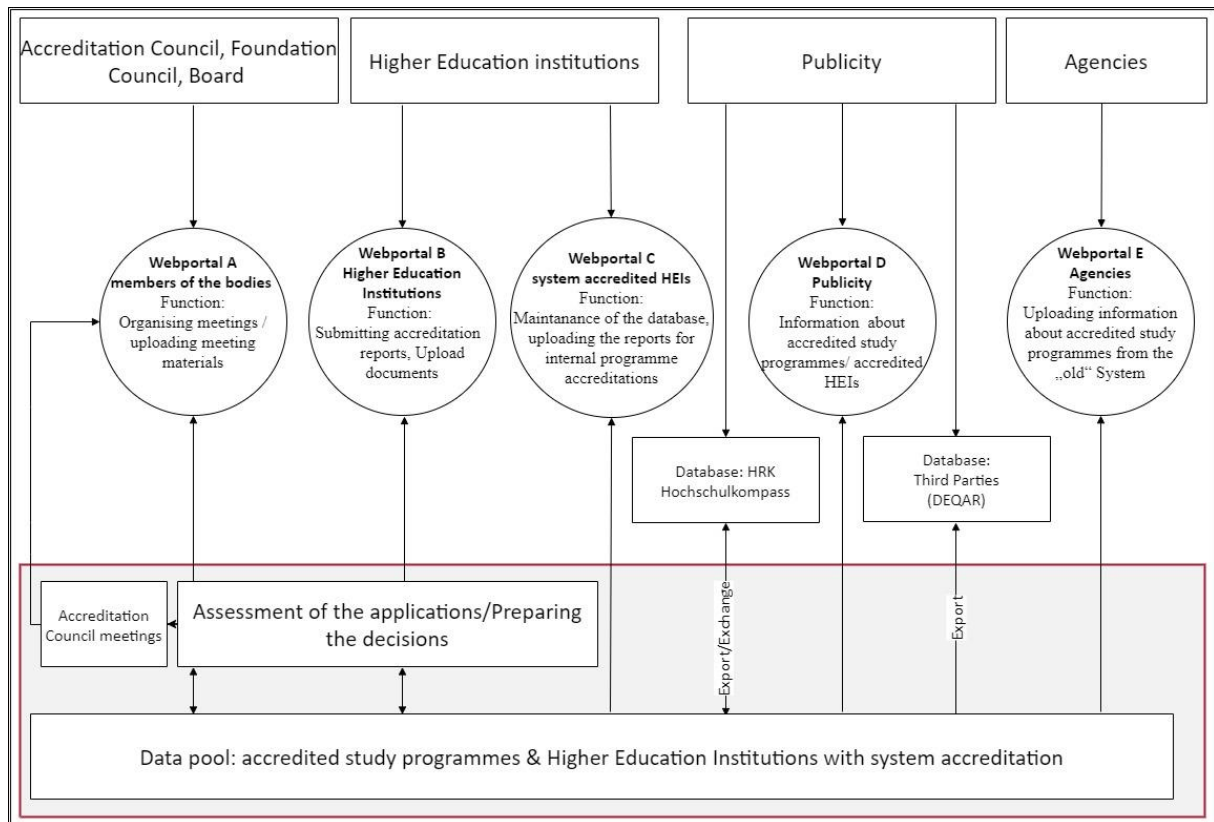 Accreditation Council, Foundation
Council, Board
Higher Education institutions
Publicity
Agencies
Webportal A
members of the bodies
Function:
Organising meetings /
uploading meeting
materials
Webportal B
Higher Education
Institutions
Function:
Submitting accreditation
reports, Upload
documents
Webportal C
system accredited HEIs
Function:
Maintanance of the database,
uploading the reports for
internal programme
accreditations
Webportal D
Publicity
Function:
Information about
accredited study
programmes/ accredited
HEIs
Webportal E
Agencies
Function:
Uploading information
about accredited study
programmes from the
„old“ System
Database: HRK
Hochschulkompass
Database:
Third Parties
(DEQAR)
Accreditation
Council meetings
Assessment of the applications/Preparing
the decisions
Export/Exchange
Export
Data pool: accredited study programmes & Higher Education Institutions with system accreditation